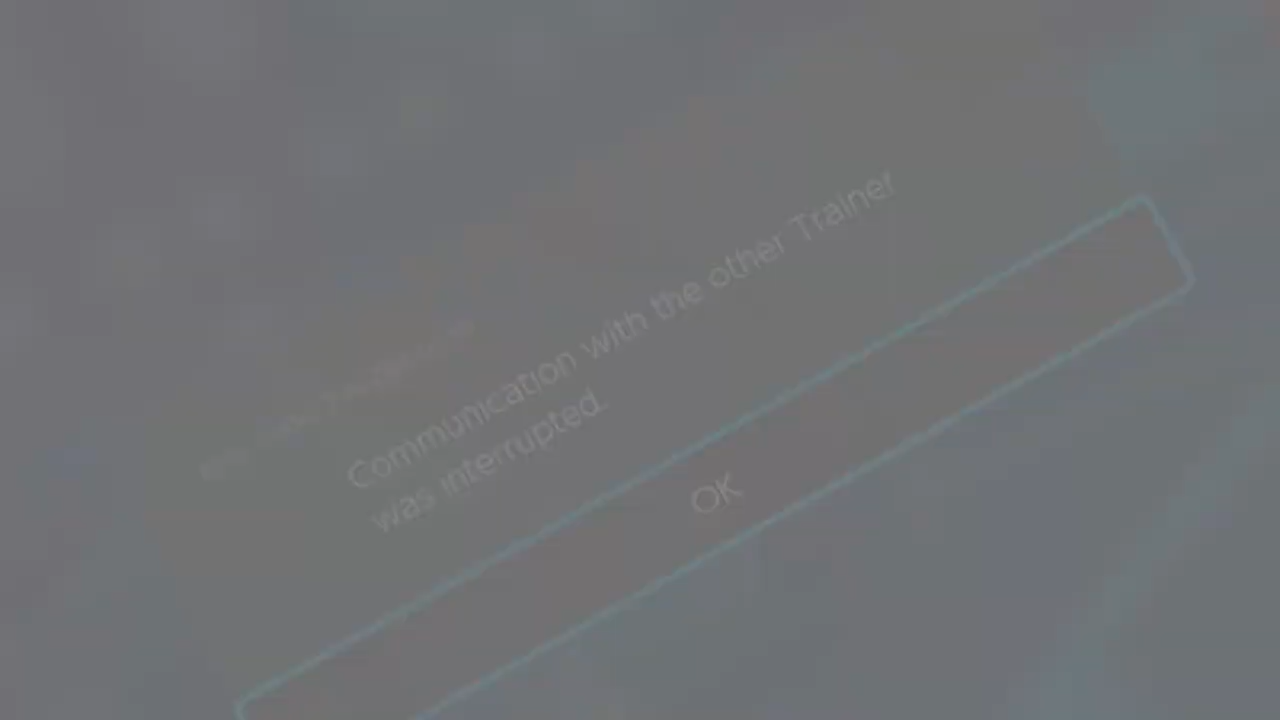 Communication with the other Trainer
was interrupted.
OK